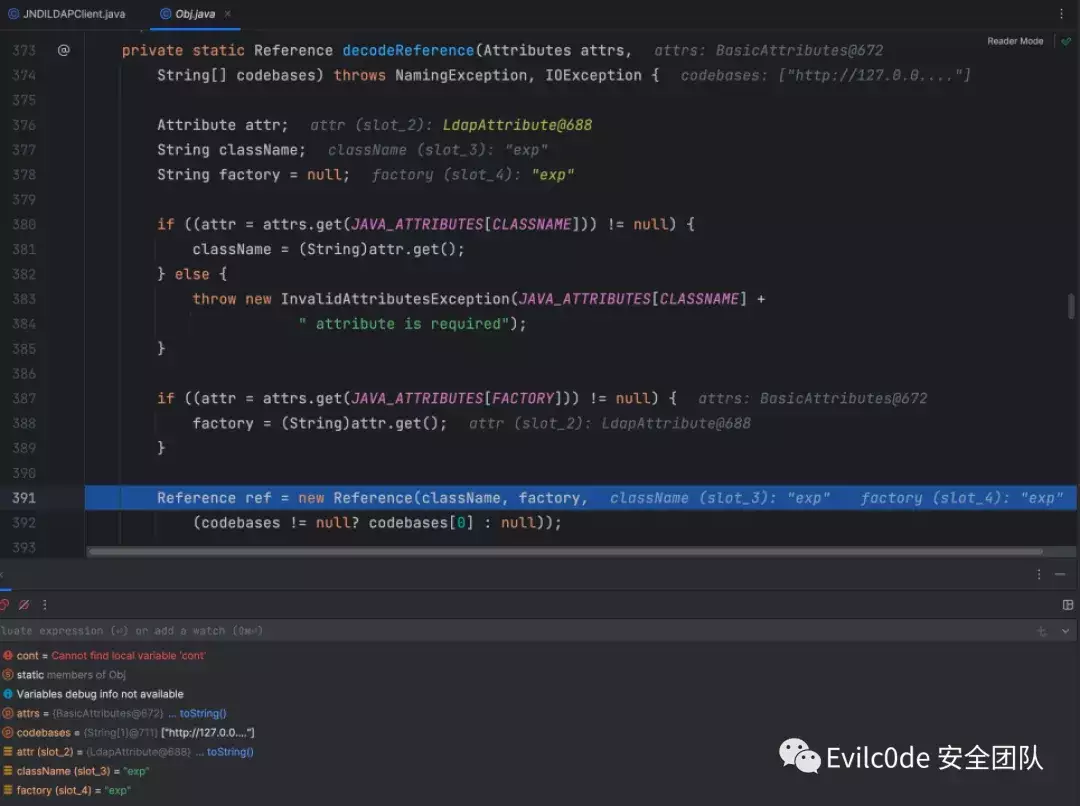 JNDILDAPClient.java
Obj.java
Reader Mode
373 @ private static Reference decodeReference(Attributes attrs, attrs: BasicAttributes@672
374 String[] codebases) throws NamingException, IOException { codebases: ["http://127.0.0...."]
375
376 Attribute attr; attr (slot_2): LdapAttribute@688
377 String className; className (slot_3): "exp"
378 String factory = null; factory (slot_4): "exp"
379
380 if ((attr = attrs.get(JAVA_ATTRIBUTES[CLASSNAME])) != null) {
381 className = (String)attr.get();
382 } else {
383 throw new InvalidAttributesException(JAVA_ATTRIBUTES[CLASSNAME] +
384 " attribute is required");
385 }
386
387 if ((attr = attrs.get(JAVA_ATTRIBUTES[FACTORY])) != null) { attrs: BasicAttributes@672
388 factory = (String)attr.get(); attr (slot_2): LdapAttribute@688
389 }
390
391 Reference ref = new Reference(className, factory, className (slot_3): "exp" factory (slot_4): "exp"
392 (codebases != null? codebases[0] : null));
393
luate expression (⏎) or add a watch (⇧⌘⏎)
cont = Cannot find local variable 'cont'
static members of Obj
Variables debug info not available
attrs = {BasicAttributes@672} ... toString()
codebases = {String[1]@711} ["http://127.0.0...."]
attr (slot_2) = {LdapAttribute@688} ... toString()
className (slot_3) = "exp"
factory (slot_4) = "exp"
Evilc0de 安全团队